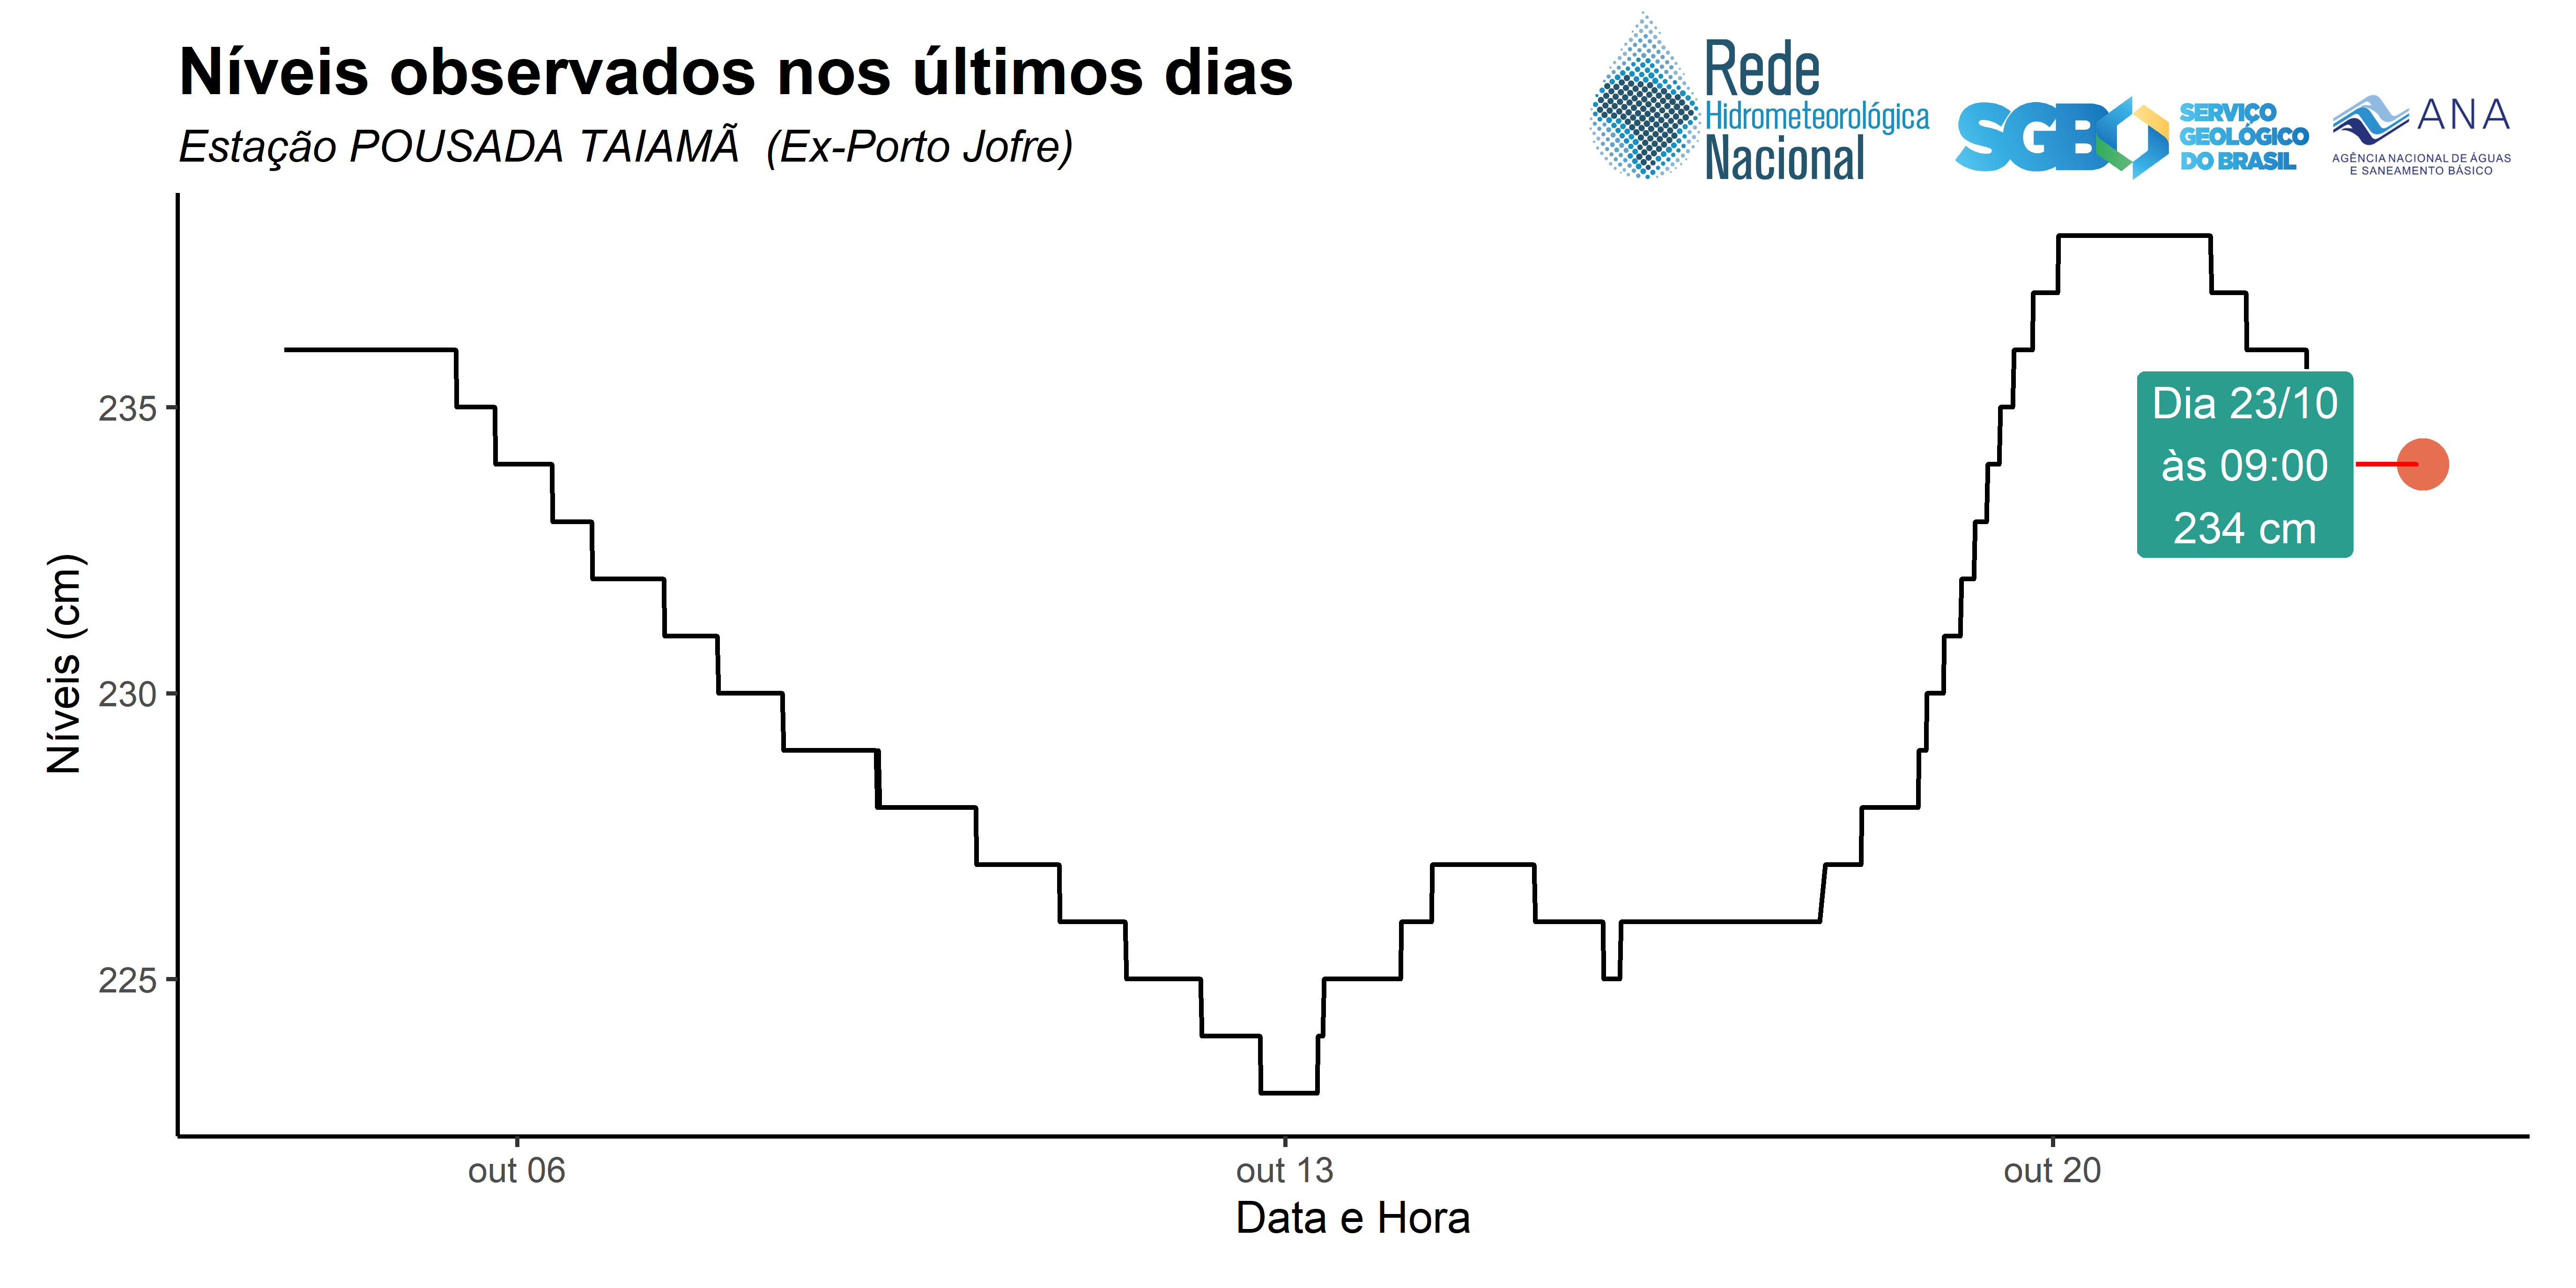 Níveis observados nos últimos dias
Estação POUSADA TAIAMÃ  (Ex-Porto Jofre)
Rede
Hidrometeorológica
Nacional
SGB
SERVIÇO
GEOLÓGICO
DO BRASIL
ANA
AGÊNCIA NACIONAL DE ÁGUAS
E SANEAMENTO BÁSICO
Níveis (cm)
235
230
225
Dia 23/10
às 09:00
234 cm
out 06
out 13
out 20
Data e Hora